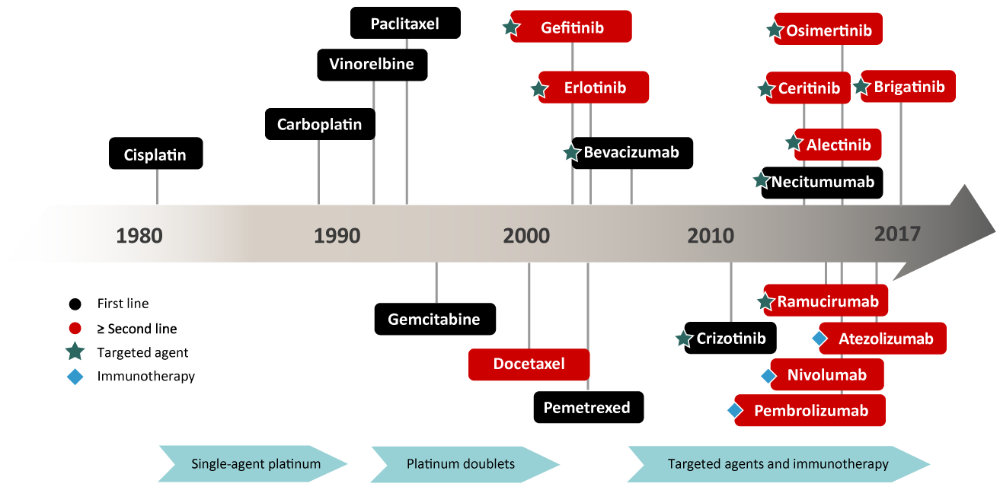 Paclitaxel
Gefitinib
Osimertinib
Vinorelbine
Erlotinib
Ceritinib
Brigatinib
Carboplatin
Cisplatin
Bevacizumab
Alectinib
Necitumumab
1980
1990
2000
2010
2017
First line
≥ Second line
Targeted agent
Immunotherapy
Gemcitabine
Docetaxel
Pemetrexed
Crizotinib
Ramucirumab
Atezolizumab
Nivolumab
Pembrolizumab
Single-agent platinum
Platinum doublets
Targeted agents and immunotherapy